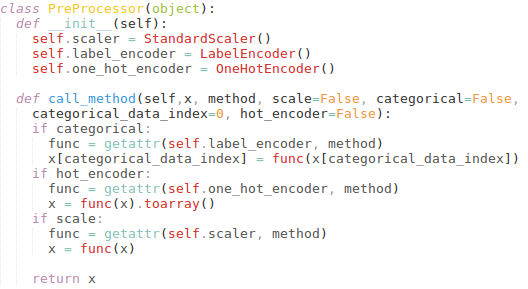 class PreProcessor(object):
  def __init__(self):
    self.scaler = StandardScaler()
    self.label_encoder = LabelEncoder()
    self.one_hot_encoder = OneHotEncoder()

  def call_method(self,x, method, scale=False, categorical=False,
    categorical_data_index=0, hot_encoder=False):
    if categorical:
      func = getattr(self.label_encoder, method)
      x[categorical_data_index] = func(x[categorical_data_index])
    if hot_encoder:
      func = getattr(self.one_hot_encoder, method)
      x = func(x).toarray()
    if scale:
      func = getattr(self.scaler, method)
      x = func(x)

    return x